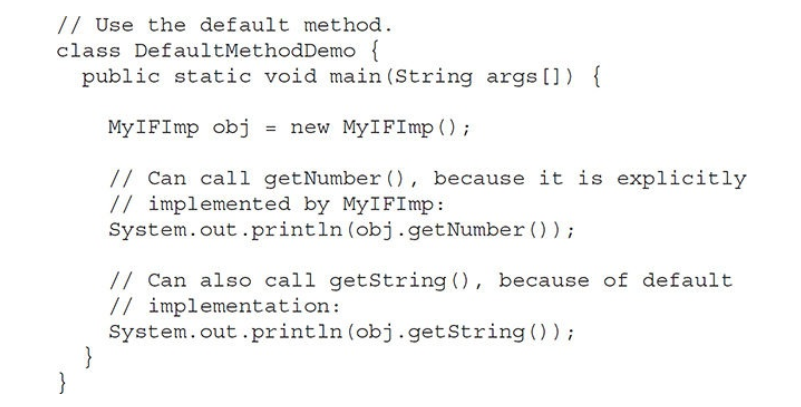 // Use the default method.
class DefaultMethodDemo {
public static void main(String args[]) {
MyIFImp obj = new MyIFImp();
// Can call getNumber(), because it is explicitly
// implemented by MyIFImp:
System.out.println(obj.getNumber());
// Can also call getString(), because of default
// implementation:
System.out.println(obj.getString());
}
}